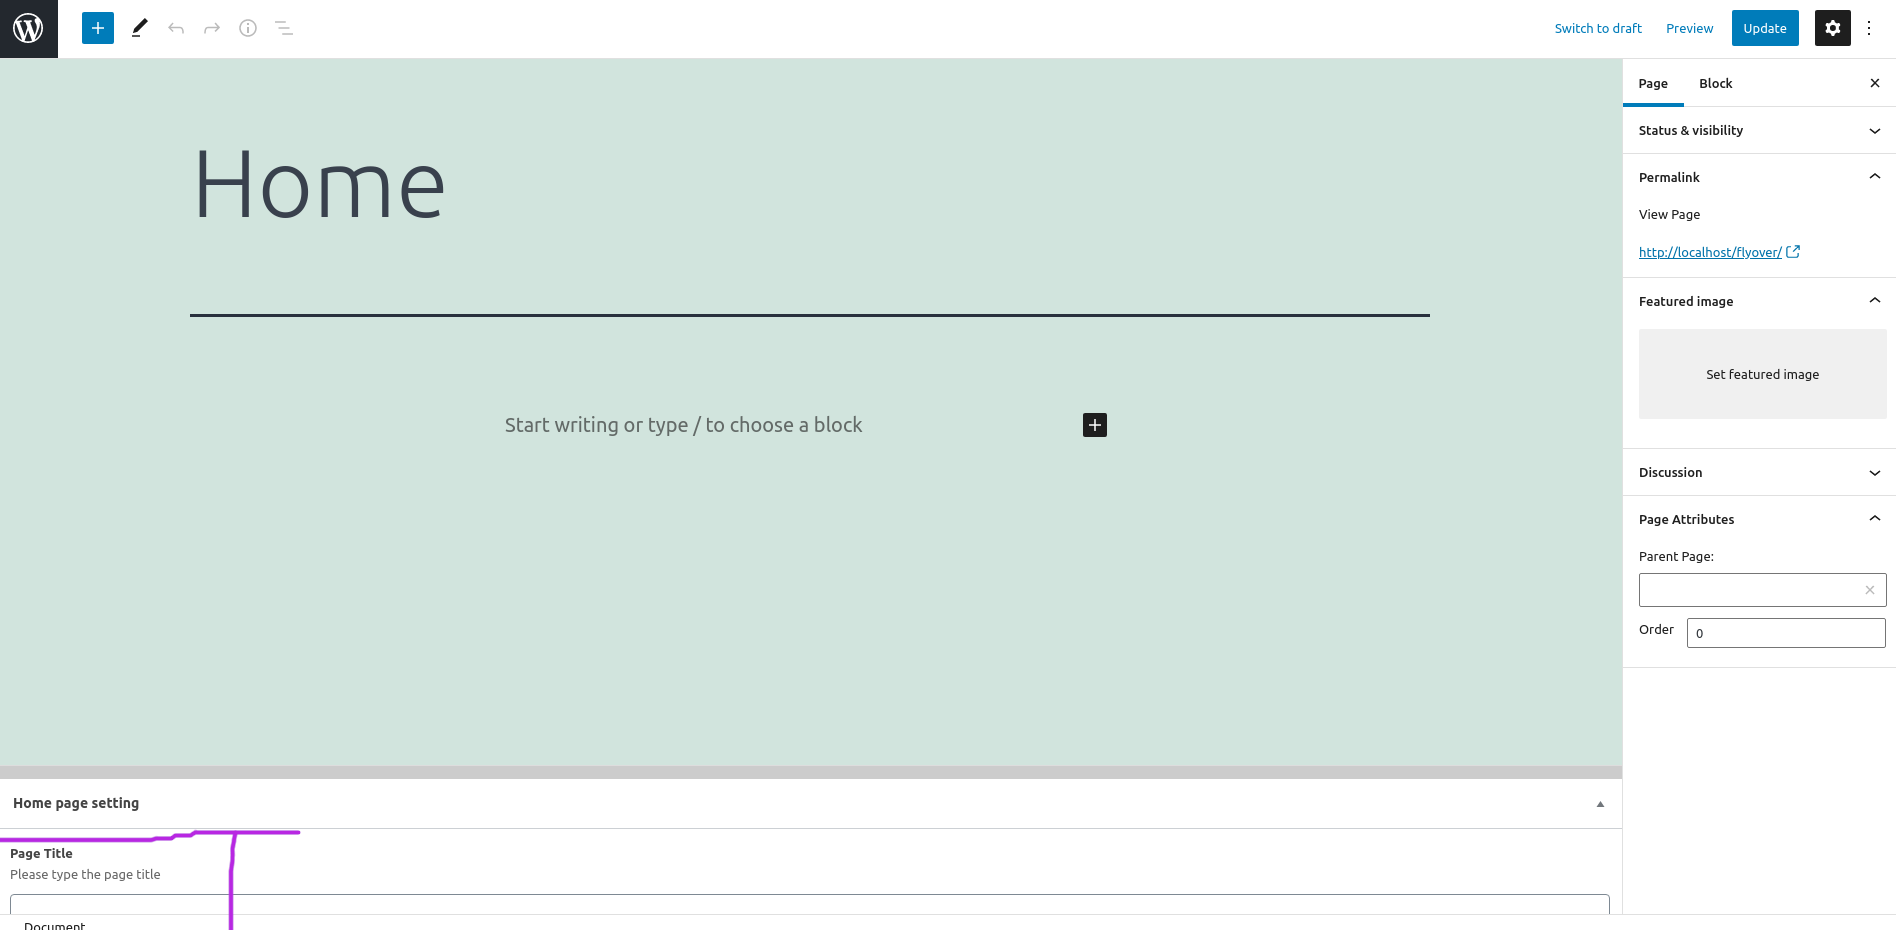 Switch to draft
Preview
Update
Page
Block
Status & visibility
Permalink
View Page
http://localhost/flyover/
Featured image
Set featured image
Discussion
Page Attributes
Parent Page:
Order
0
Home
Start writing or type / to choose a block
Home page setting
Page Title
Please type the page title
Document